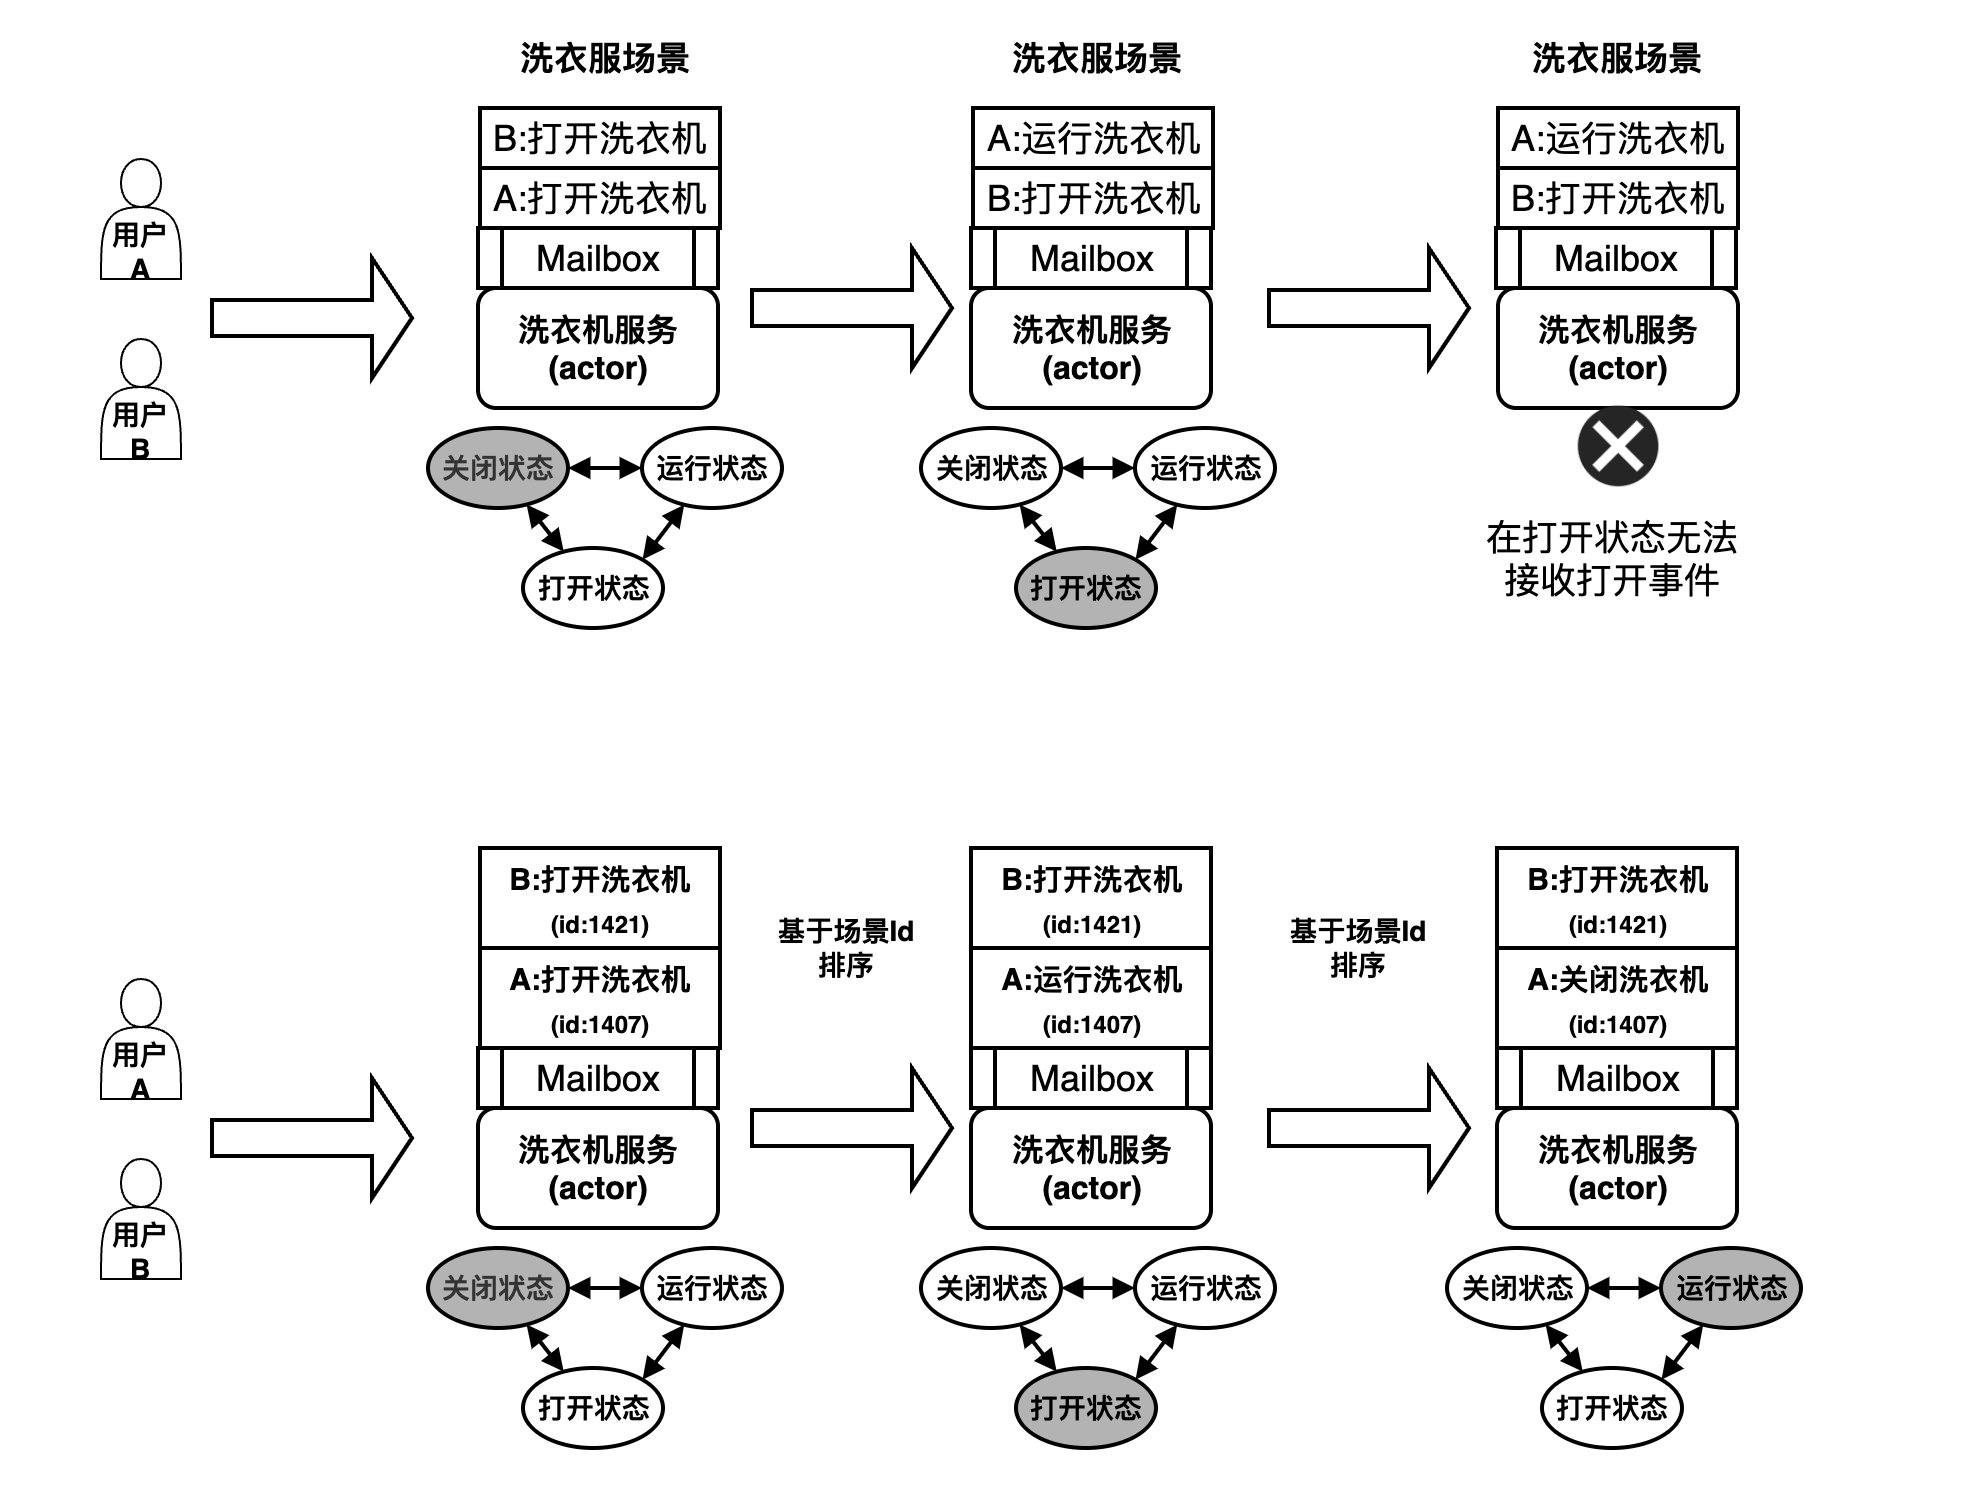 洗衣服场景
洗衣服场景
洗衣服场景
用户
A
用户
B
B:打开洗衣机
A:打开洗衣机
Mailbox
洗衣机服务
(actor)
关闭状态
运行状态
打开状态
A:运行洗衣机
B:打开洗衣机
Mailbox
洗衣机服务
(actor)
关闭状态
运行状态
打开状态
A:运行洗衣机
B:打开洗衣机
Mailbox
洗衣机服务
(actor)
在打开状态无法
接收打开事件
用户
A
用户
B
B:打开洗衣机
(id:1421)
A:打开洗衣机
(id:1407)
Mailbox
洗衣机服务
(actor)
关闭状态
运行状态
打开状态
基于场景Id
排序
B:打开洗衣机
(id:1421)
A:运行洗衣机
(id:1407)
Mailbox
洗衣机服务
(actor)
关闭状态
运行状态
打开状态
基于场景Id
排序
B:打开洗衣机
(id:1421)
A:关闭洗衣机
(id:1407)
Mailbox
洗衣机服务
(actor)
关闭状态
运行状态
打开状态